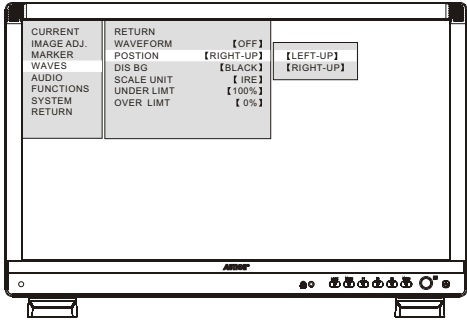 CURRENT
IMAGE ADJ.
MARKER
WAVES
AUDIO
FUNCTIONS
SYSTEM
RETURN
RETURN
WAVEFORM 【OFF】
POSTION 【RIGHT-UP】
DIS BG 【BLACK】
SCALE UNIT 【 IRE】
UNDER LIMT 【100%】
OVER LIMT 【 0%】
【LEFT-UP】
【RIGHT-UP】